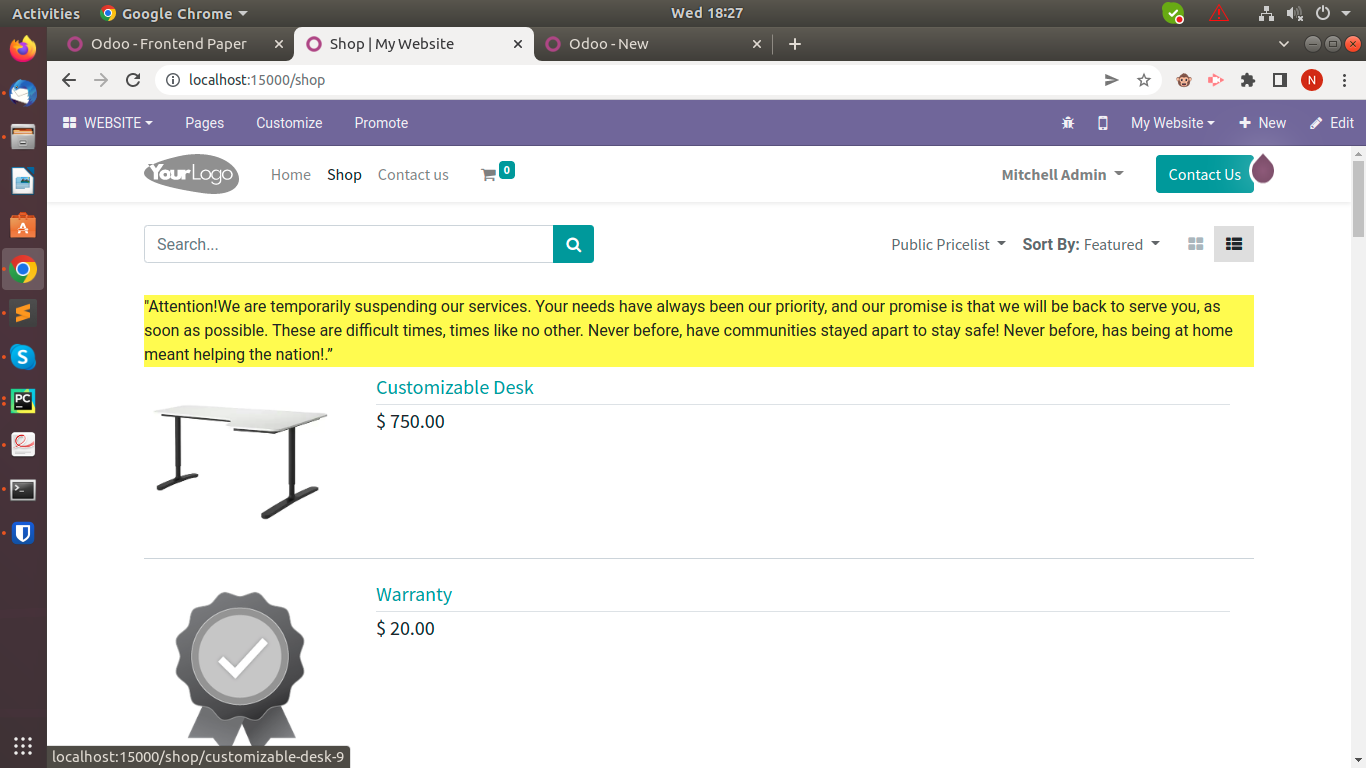 Activities Google Chrome Wed 18:27
Odoo - Frontend Paper Shop | My Website Odoo - New
localhost:15000/shop N
WEBSITE Pages Customize Promote My Website New Edit
YourLogo Home Shop Contact us 0 Mitchell Admin Contact Us
Search... Public Pricelist Sort By: Featured
"Attention!We are temporarily suspending our services. Your needs have always been our priority, and our promise is that we will be back to serve you, as
soon as possible. These are difficult times, times like no other. Never before, have communities stayed apart to stay safe! Never before, has being at home
meant helping the nation!.”
Customizable Desk
$ 750.00
Warranty
$ 20.00
PC
localhost:15000/shop/customizable-desk-9